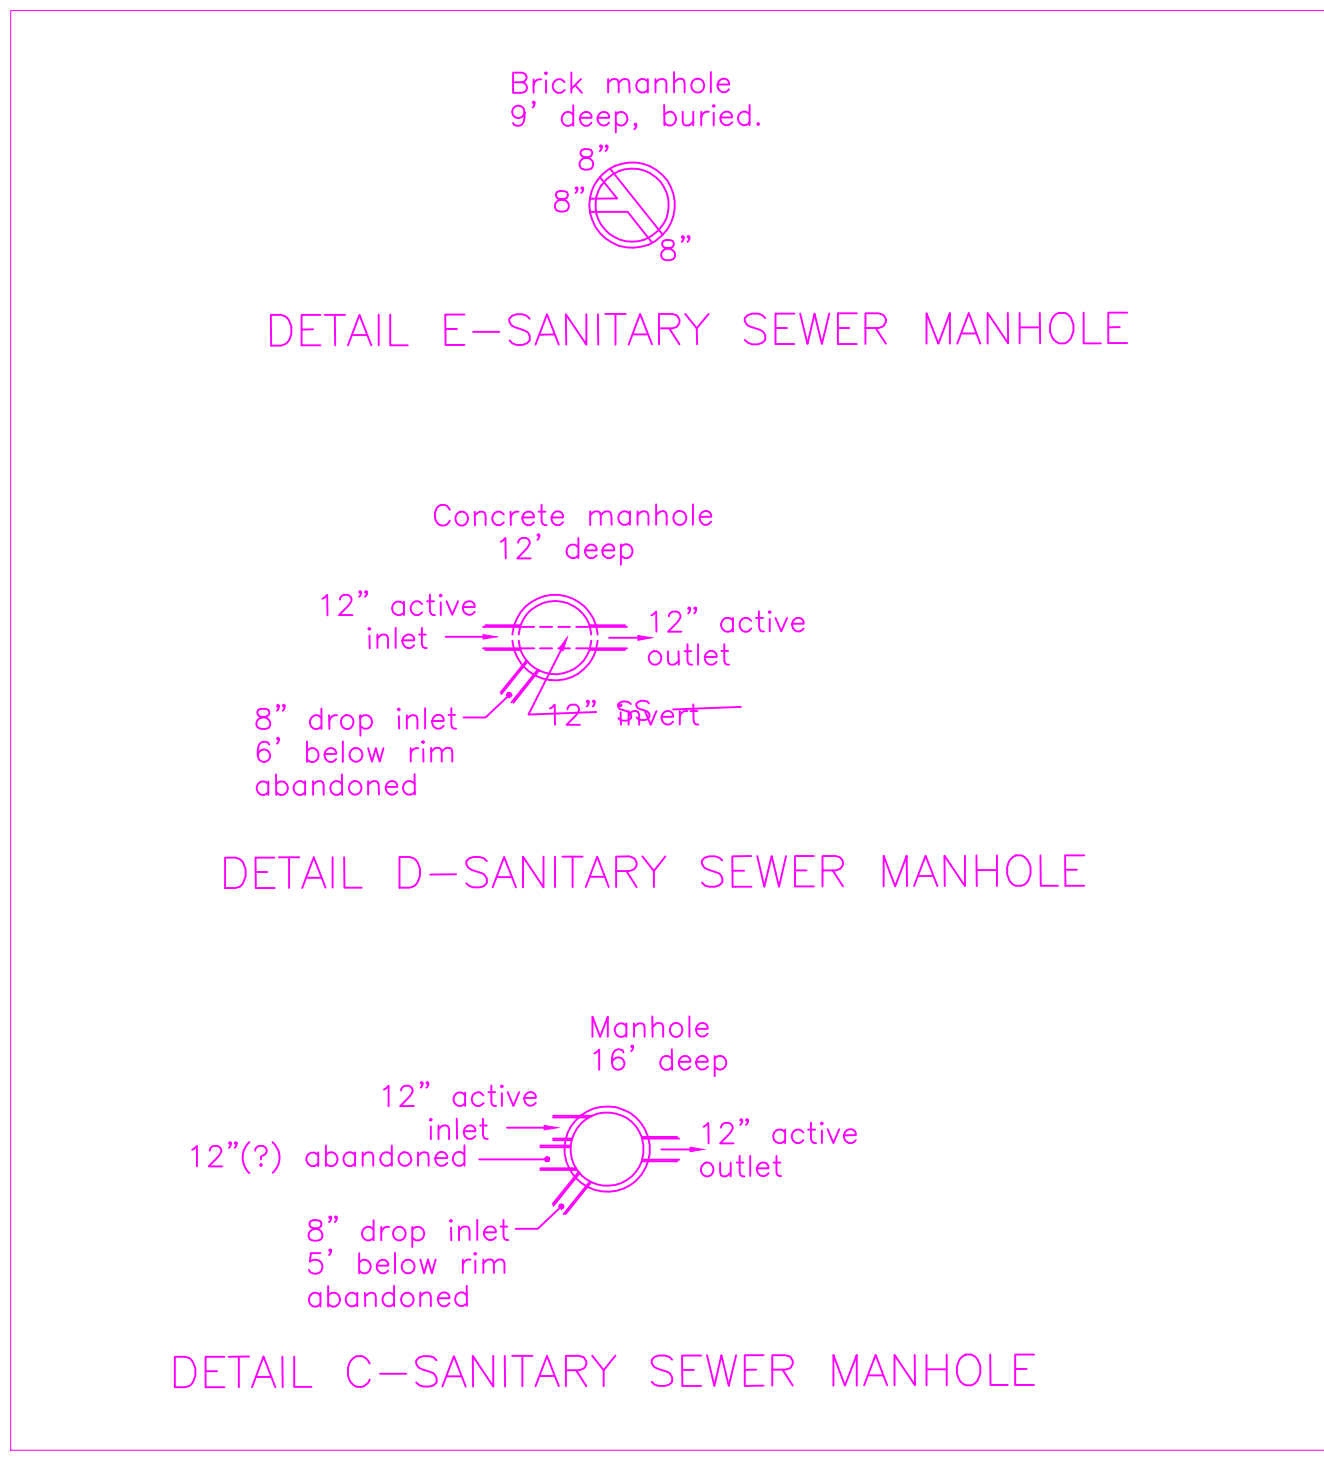 Brick manhole
9' deep, buried.
8"
8"
8"
DETAIL E-SANITARY SEWER MANHOLE
Concrete manhole
12' deep
12" active
inlet
12" active
outlet
8" drop inlet
6' below rim
abandoned
12" invert
SS
DETAIL D-SANITARY SEWER MANHOLE
Manhole
16' deep
12" active
inlet
12"(?) abandoned
12" active
outlet
8" drop inlet
5' below rim
abandoned
DETAIL C-SANITARY SEWER MANHOLE